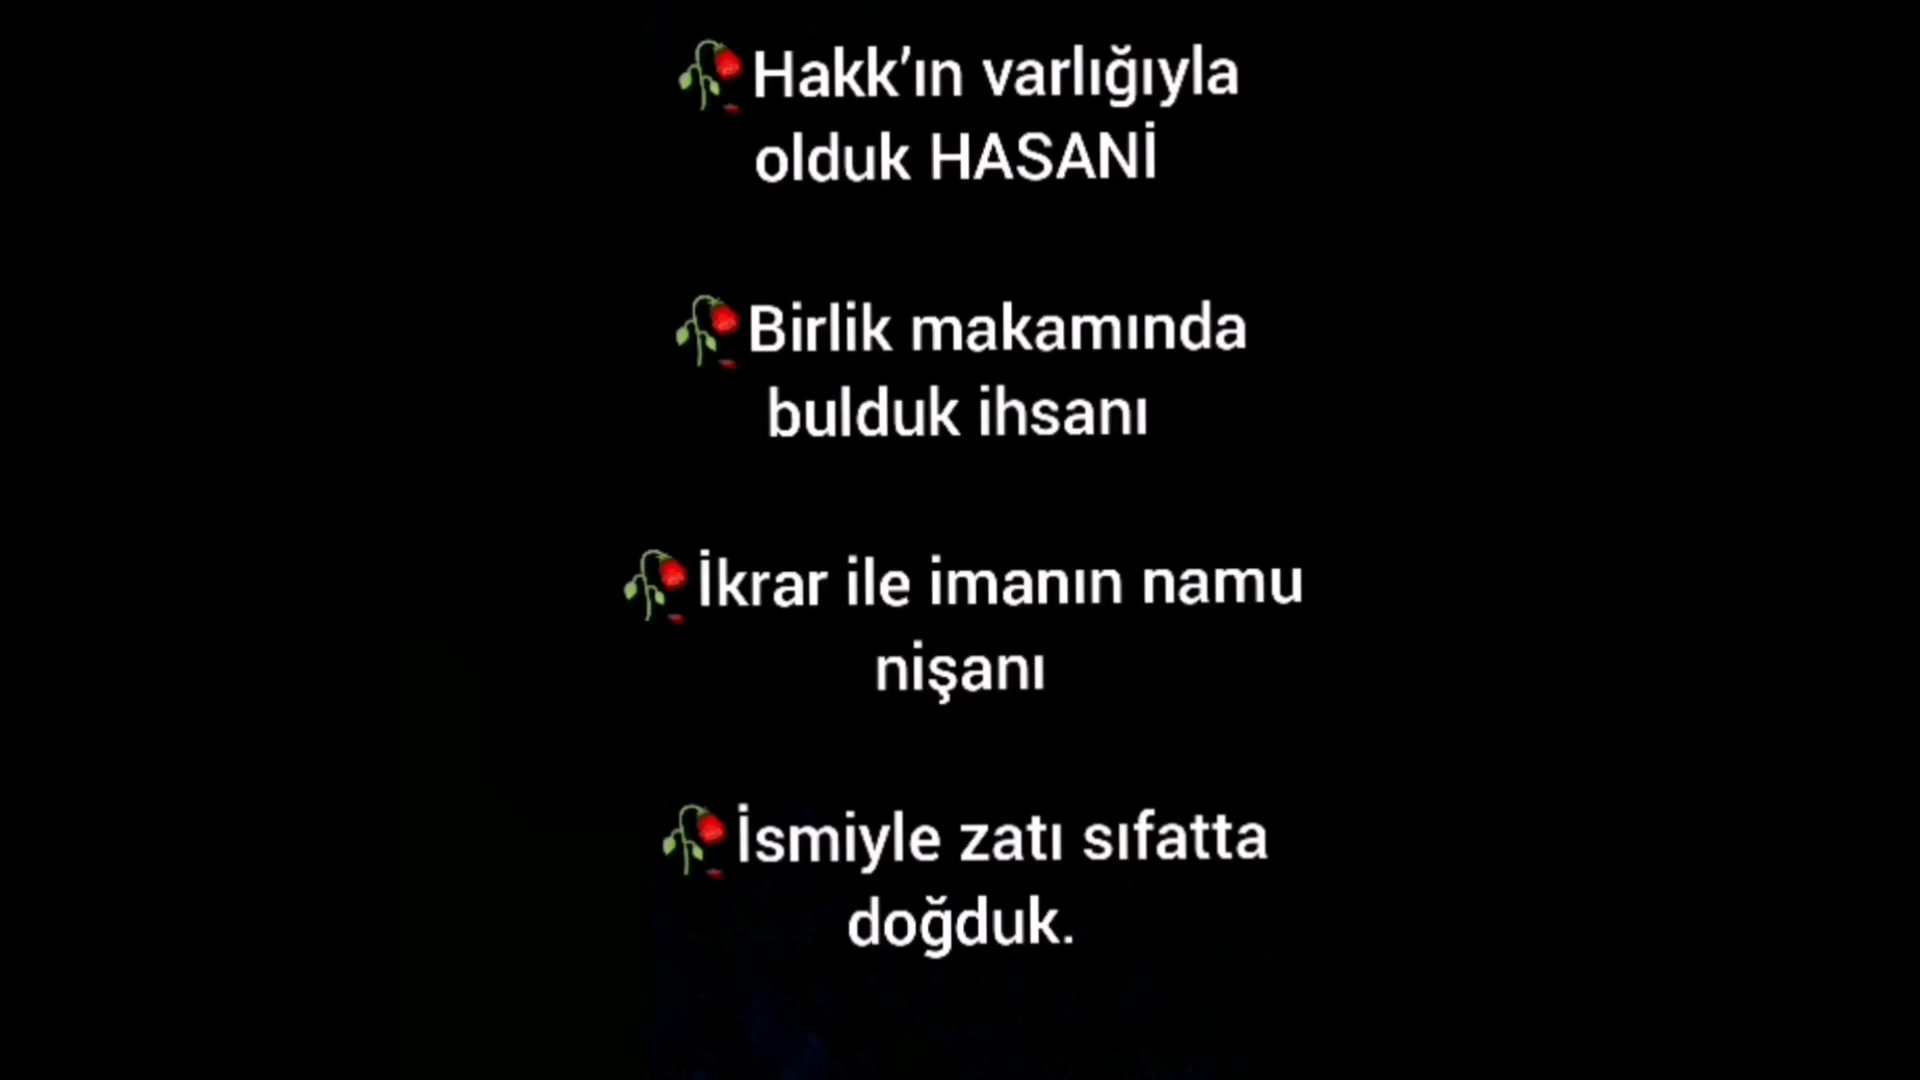 🥀Hakk’ın varlığıyla
olduk HASANİ
🥀Birlik makamında
bulduk ihsanı
🥀İkrar ile imanın namu
nişanı
🥀İsmiyle zatı sıfatta
doğduk.